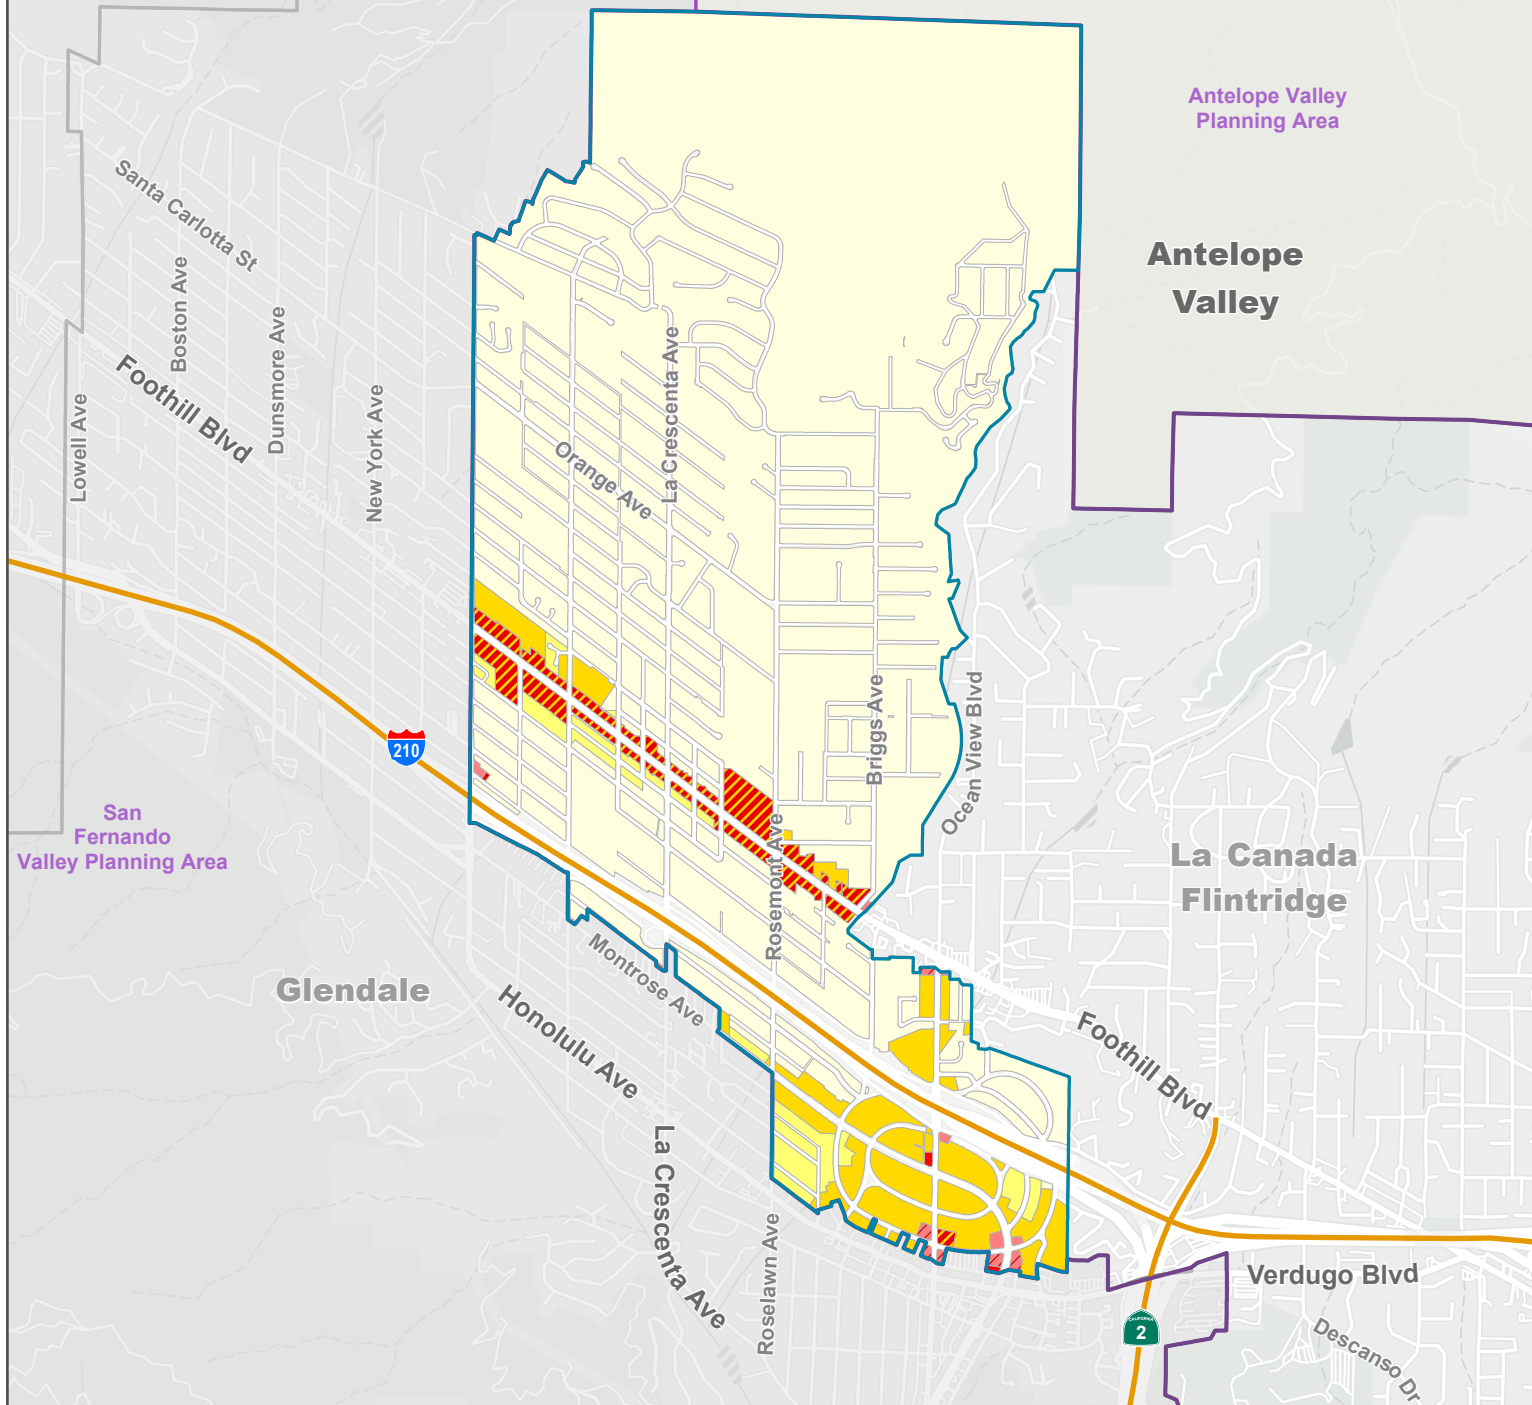 Antelope Valley
Planning Area
Santa Carlotta St
Antelope
Valley
Boston Ave
Dunsmore Ave
La Crescenta Ave
Foothill Blvd
New York Ave
Lowell Ave
Orange Ave
Briggs Ave
Ocean View Blvd
210
San
Fernando
Valley Planning Area
La Canada
Flintridge
Rosemont Ave
Glendale
Montrose Ave
Honolulu Ave
Foothill Blvd
La Crescenta Ave
Roselawn Ave
Verdugo Blvd
CALIFORNIA
2
Descanso Dr